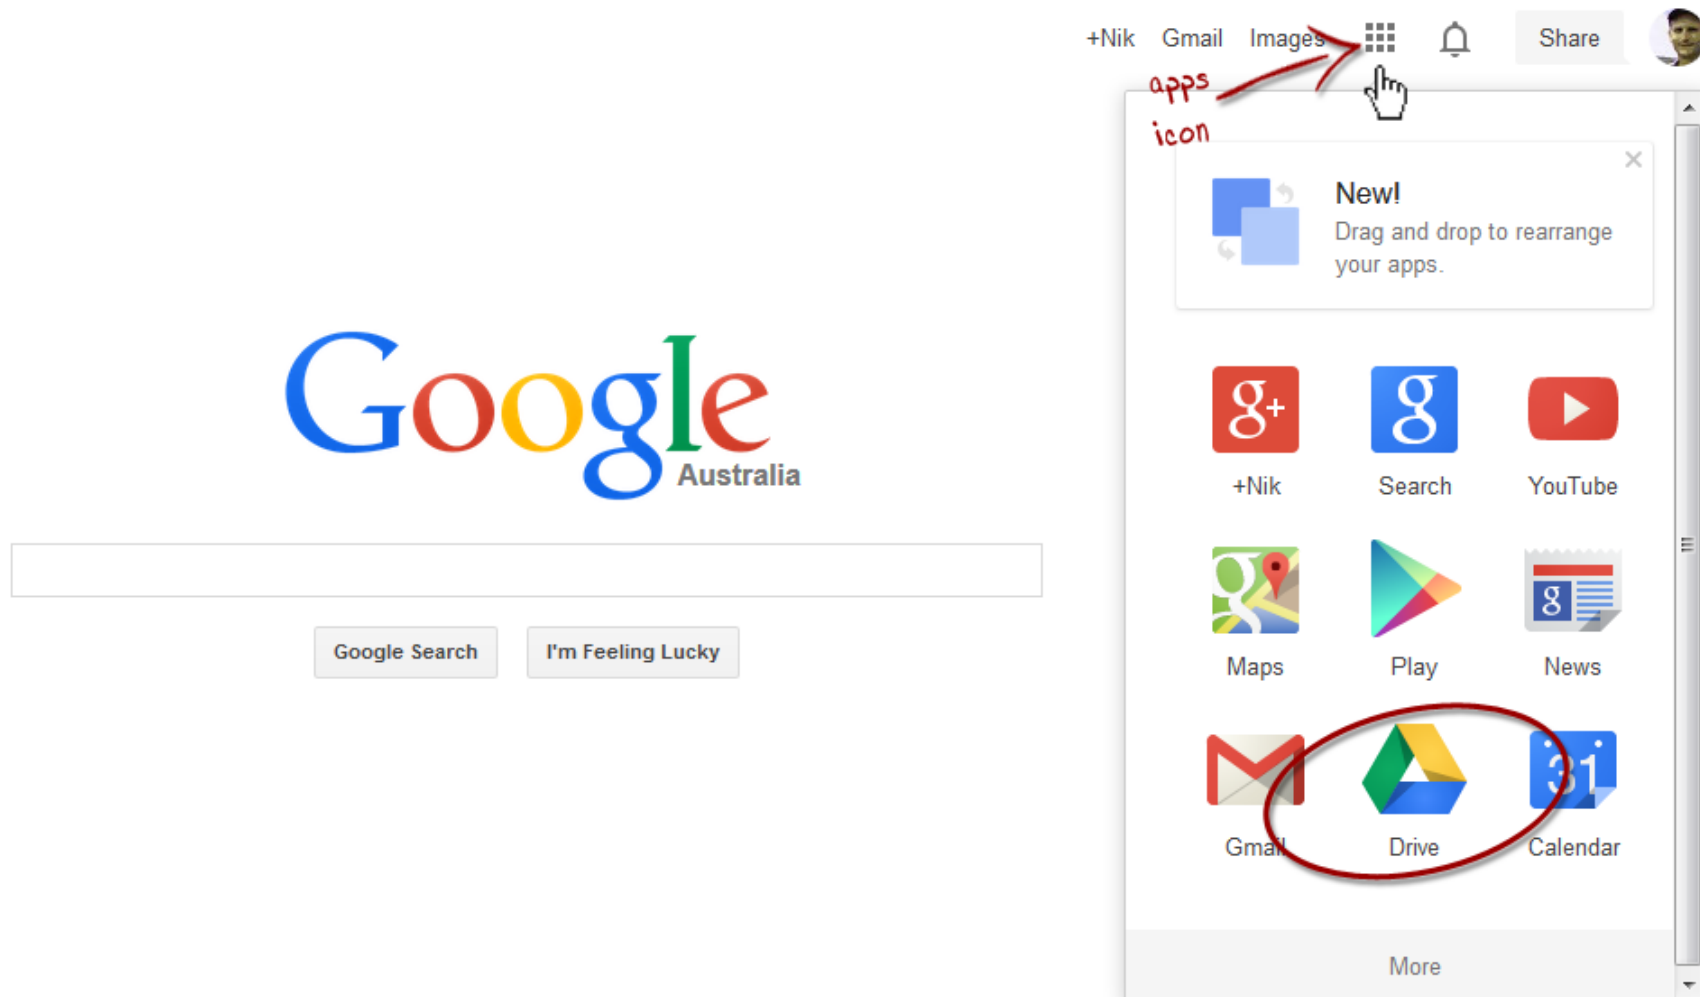 +Nik Gmail Images Share
apps
icon
New!
Drag and drop to rearrange
your apps.
Google
Australia
Google Search I'm Feeling Lucky
g+ g
+Nik Search YouTube
g g
Maps Play News
31
Gmail Drive Calendar
More